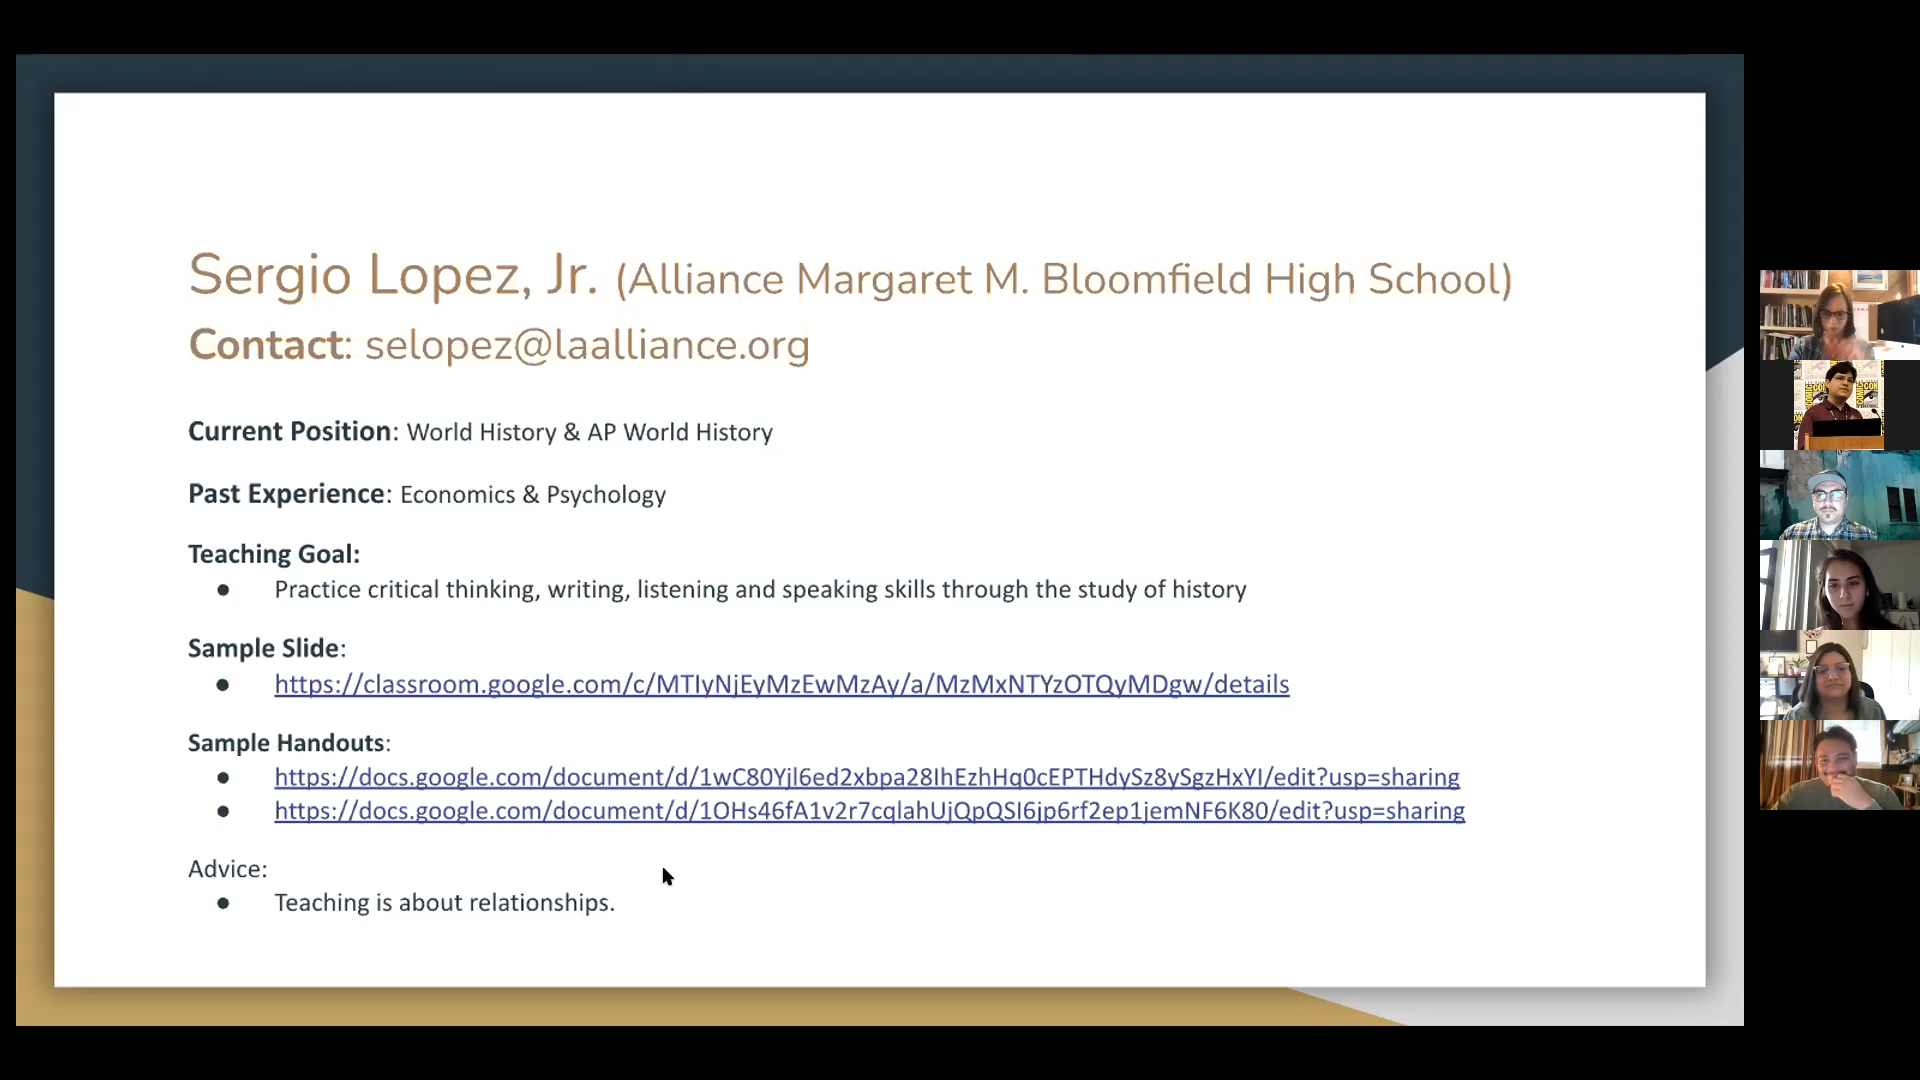 Sergio Lopez, Jr. (Alliance Margaret M. Bloomfield High School)
Contact: selopez@laalliance.org
Current Position: World History & AP World History
Past Experience: Economics & Psychology
Teaching Goal:
● Practice critical thinking, writing, listening and speaking skills through the study of history
Sample Slide:
● https://classroom.google.com/c/MTIyNjEyMzEwMzAy/a/MzMxNTYzOTQyMDgw/details
Sample Handouts:
● https://docs.google.com/document/d/1wC80Yjl6ed2xbpa28IhEzhHq0cEPTHdySz8ySgzHxYI/edit?usp=sharing
● https://docs.google.com/document/d/1OHs46fA1v2r7cqlahUjQpQSI6jp6rf2ep1jemNF6K80/edit?usp=sharing
Advice:
● Teaching is about relationships.